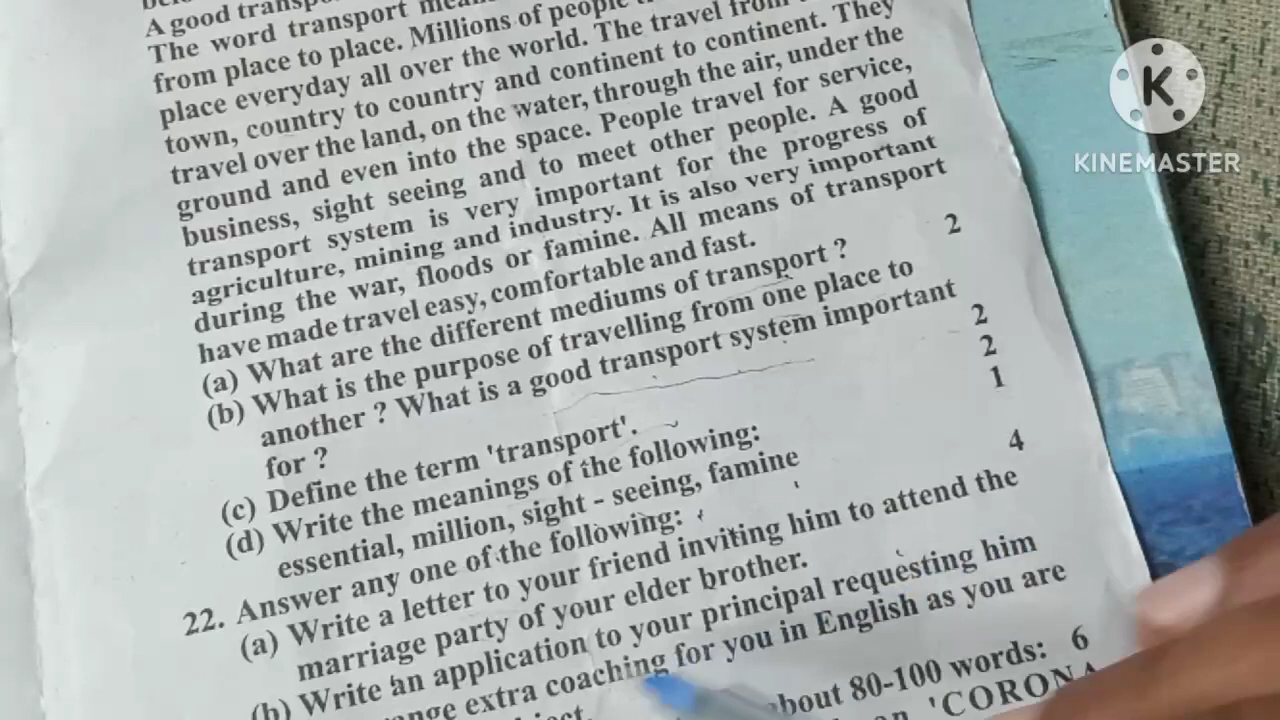 A good
The word transport
from place to place. Millions of people
place everyday all over the world. The travel from
town, country to country and continent to continent. They
travel over the land, on the water, through the air, under the
ground and even into the space. People travel for service,
business, sight seeing and to meet other people. A good
transport system is very important for the progress of
agriculture, mining and industry. It is also very important
during the war, floods or famine. All means of transport
have made travel easy, comfortable and fast.
(a) What are the different mediums of transport ? 2
(b) What is the purpose of travelling from one place to
another ? What is a good transport system important
for ? 2
(c) Define the term 'transport'. 2
(d) Write the meanings of the following: 1
essential, million, sight - seeing, famine
22. Answer any one of the following: 4
(a) Write a letter to your friend inviting him to attend the
marriage party of your elder brother.
(b) Write an application to your principal requesting him
extra coaching for you in English as you are
about 80-100 words: 6
'CORONA
K
KINEMASTER